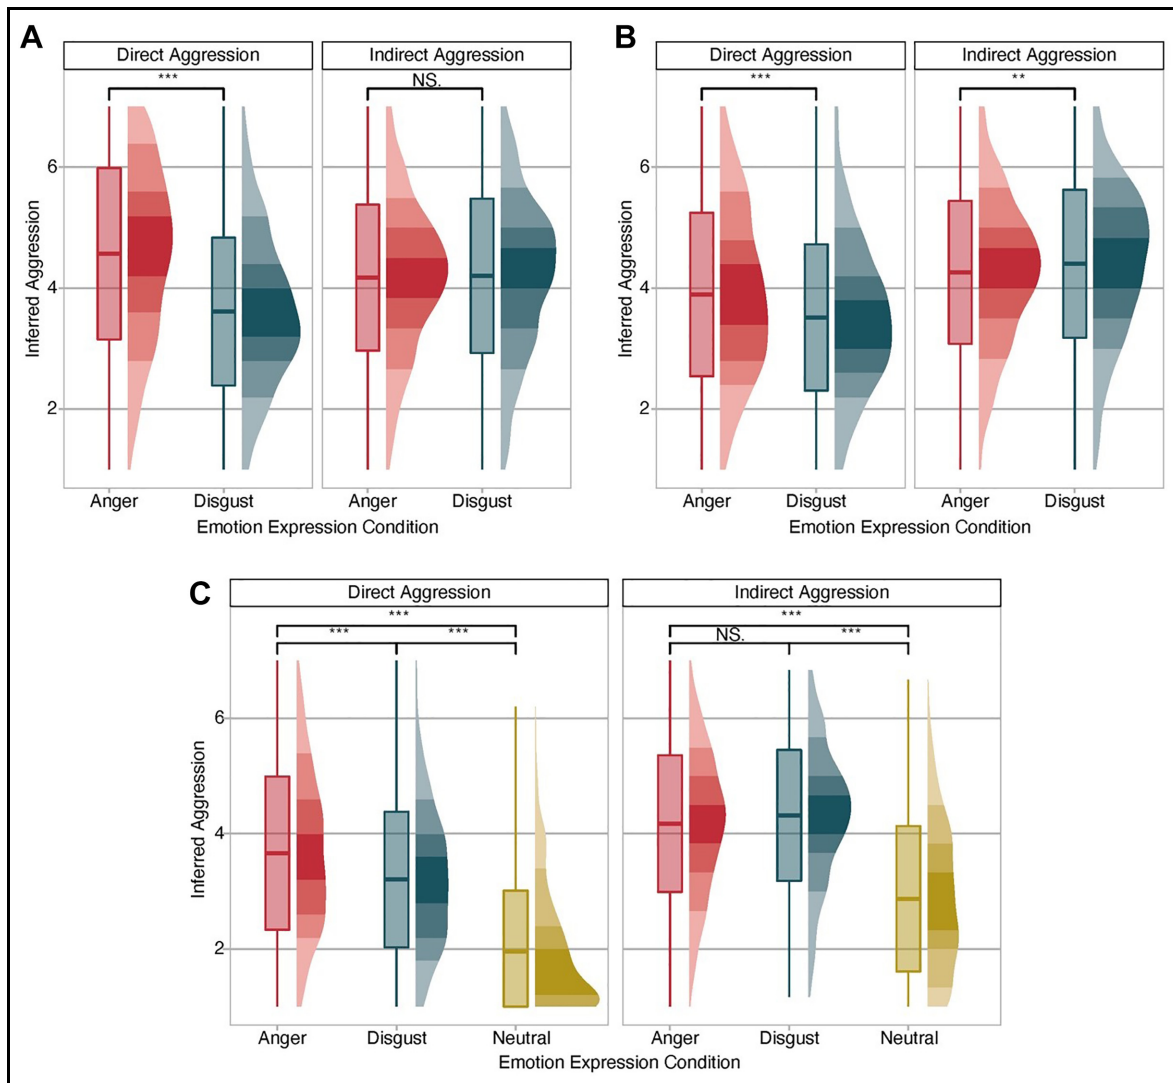 A
B
Direct Aggression
Indirect Aggression
Direct Aggression
Indirect Aggression
***
NS.
***
**
6
4
2
Inferred Aggression
6
4
2
Inferred Aggression
Anger
Disgust
Anger
Disgust
Anger
Disgust
Anger
Disgust
Emotion Expression Condition
Emotion Expression Condition
C
Direct Aggression
Indirect Aggression
***
***
***
***
NS.
***
6
4
2
Inferred Aggression
Anger
Disgust
Neutral
Anger
Disgust
Neutral
Emotion Expression Condition